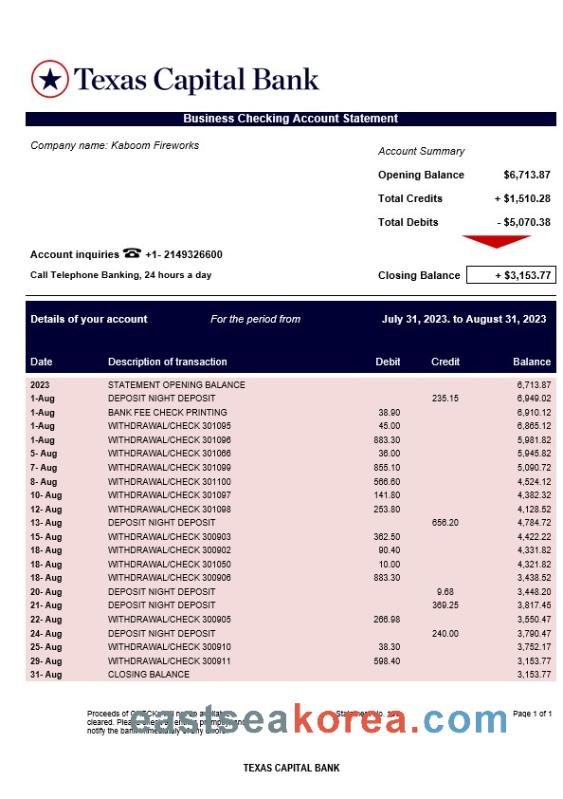 Texas Capital Bank
Business Checking Account Statement
Company name: Kaboom Fireworks
Account Summary
Opening Balance $6,713.87
Total Credits + $1,510.28
Total Debits - $5,070.38
Account inquiries ☎ +1- 2149326600
Call Telephone Banking, 24 hours a day
Closing Balance + $3,153.77
Details of your account For the period from July 31, 2023. to August 31, 2023
Date Description of transaction Debit Credit Balance
2023 STATEMENT OPENING BALANCE 6,713.87
1-Aug DEPOSIT NIGHT DEPOSIT 235.15 6,949.02
1-Aug BANK FEE CHECK PRINTING 38.90 6,910.12
1-Aug WITHDRAWAL/CHECK 301095 45.00 6,865.12
1-Aug WITHDRAWAL/CHECK 301096 883.30 5,981.82
5- Aug WITHDRAWAL/CHECK 301066 36.00 5,945.82
7- Aug WITHDRAWAL/CHECK 301099 855.10 5,090.72
8- Aug WITHDRAWAL/CHECK 301100 566.60 4,524.12
10- Aug WITHDRAWAL/CHECK 301097 141.80 4,382.32
12- Aug WITHDRAWAL/CHECK 301098 253.80 4,128.52
13- Aug DEPOSIT NIGHT DEPOSIT 656.20 4,784.72
15- Aug WITHDRAWAL/CHECK 300903 362.50 4,422.22
18- Aug WITHDRAWAL/CHECK 300902 90.40 4,331.82
18- Aug WITHDRAWAL/CHECK 301050 10.00 4,321.82
18- Aug WITHDRAWAL/CHECK 300906 883.30 3,438.52
20- Aug DEPOSIT NIGHT DEPOSIT 9.68 3,448.20
21- Aug DEPOSIT NIGHT DEPOSIT 369.25 3,817.45
22- Aug WITHDRAWAL/CHECK 300905 266.98 3,550.47
24- Aug DEPOSIT NIGHT DEPOSIT 240.00 3,790.47
25- Aug WITHDRAWAL/CHECK 300910 38.30 3,752.17
29- Aug WITHDRAWAL/CHECK 300911 598.40 3,153.77
31- Aug CLOSING BALANCE 3,153.77
Proceeds of Page 1 of 1
cleared.
notify the bank
eastseakorea.com
TEXAS CAPITAL BANK